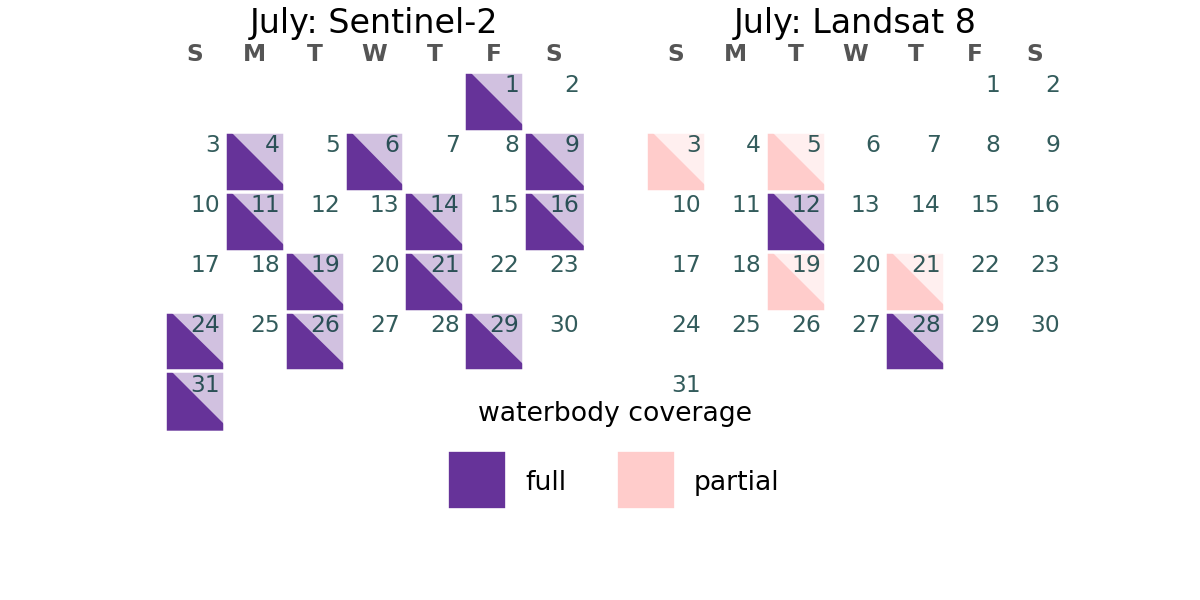 July: Sentinel-2
S M T W T F S
1 2
3 4 5 6 7 8 9
10 11 12 13 14 15 16
17 18 19 20 21 22 23
24 25 26 27 28 29 30
31
July: Landsat 8
S M T W T F S
1 2
3 4 5 6 7 8 9
10 11 12 13 14 15 16
17 18 19 20 21 22 23
24 25 26 27 28 29 30
31
waterbody coverage
full partial